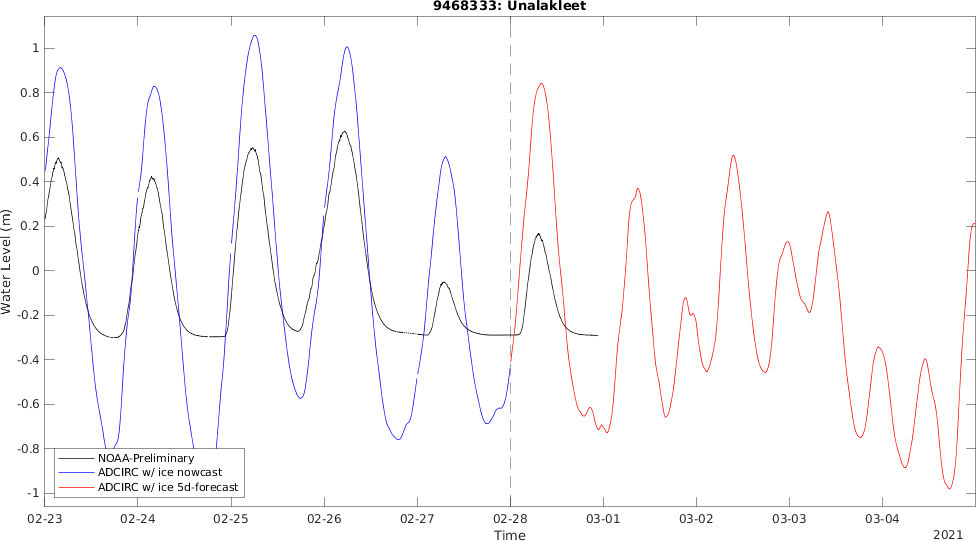 9468333: Unalakleet
Water Level (m)
1
0.8
0.6
0.4
0.2
0
-0.2
-0.4
-0.6
-0.8
-1
NOAA-Preliminary
ADCIRC w/ ice nowcast
ADCIRC w/ ice 5d-forecast
02-23 02-24 02-25 02-26 02-27 02-28 03-01 03-02 03-03 03-04
Time
2021